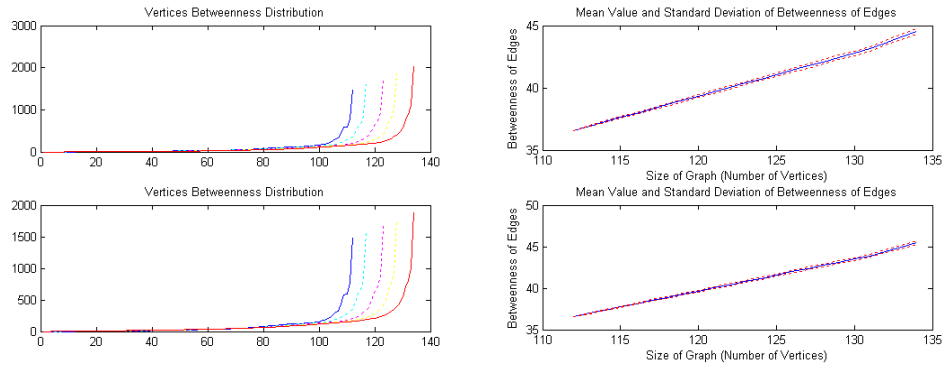 Vertices Betweenness Distribution
3000
2000
1000
0
0 20 40 60 80 100 120 140
Mean Value and Standard Deviation of Betweenness of Edges
Betweenness of Edges
45
40
35
110 115 120 125 130 135
Size of Graph (Number of Vertices)
Vertices Betweenness Distribution
2000
1500
1000
500
0
0 20 40 60 80 100 120 140
Mean Value and Standard Deviation of Betweenness of Edges
Betweenness of Edges
50
45
40
35
110 115 120 125 130 135
Size of Graph (Number of Vertices)